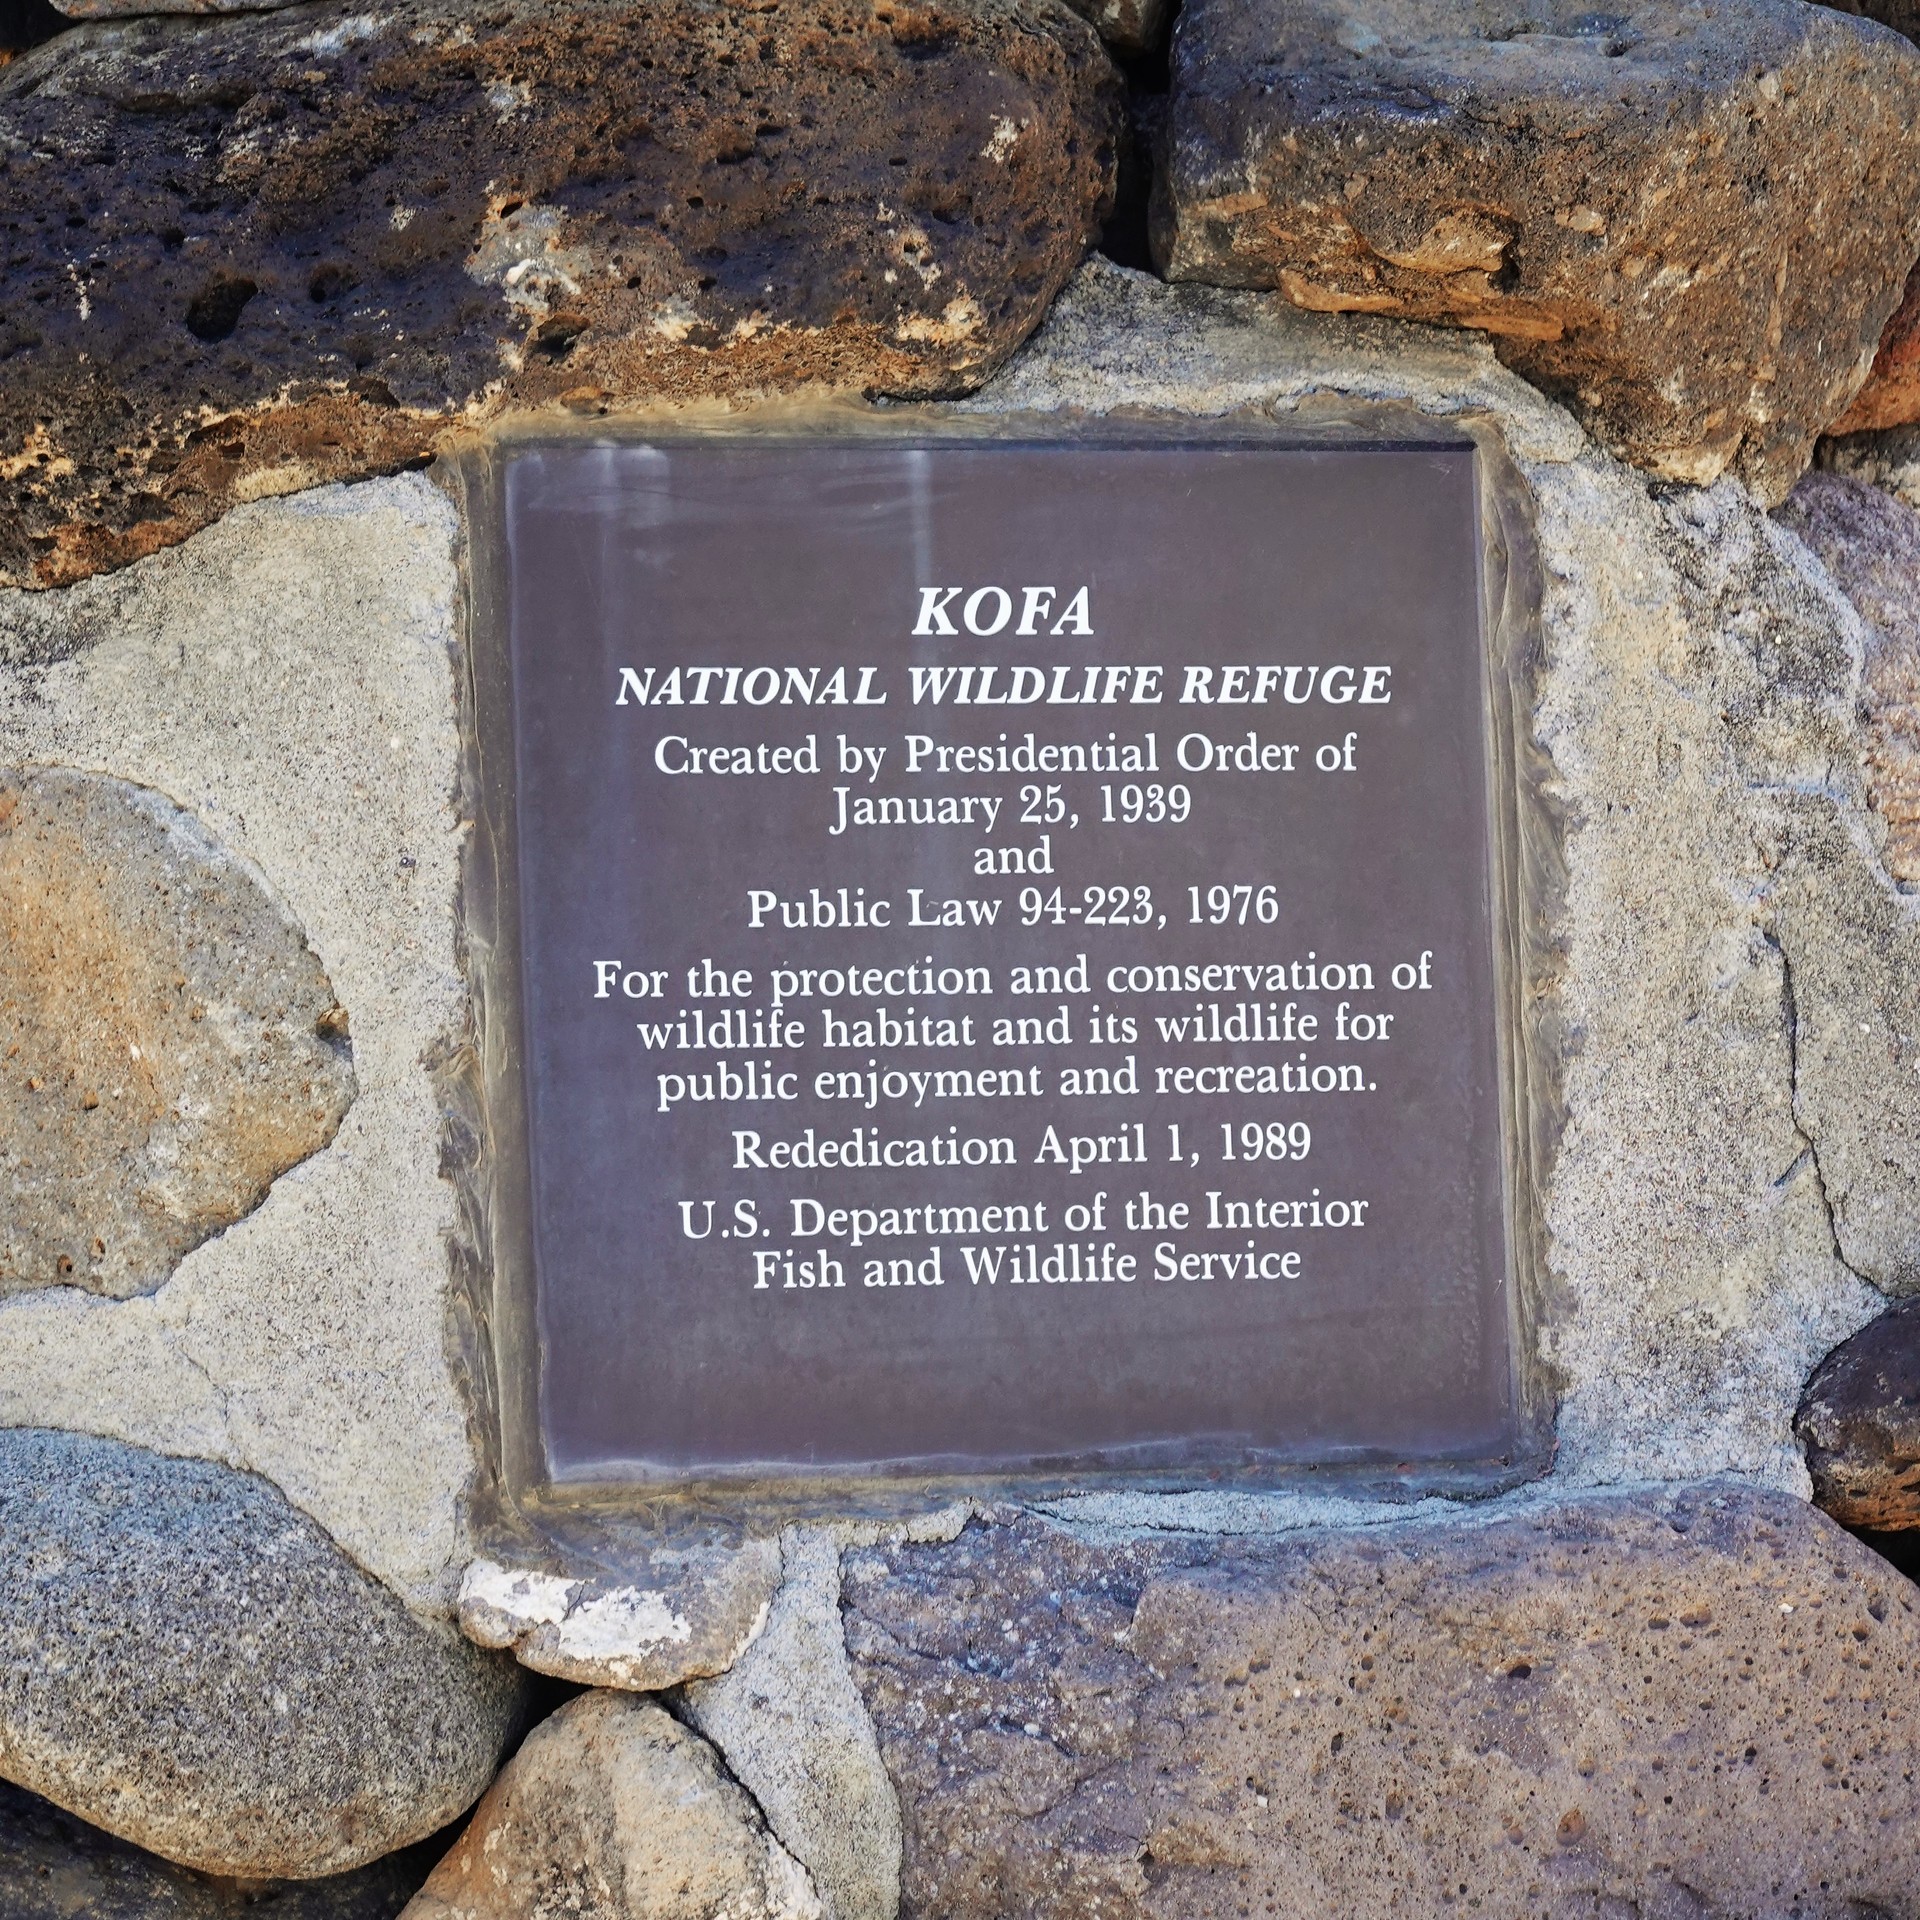 KOFA
NATIONAL WILDLIFE REFUGE
Created by Presidential Order of
January 25, 1939
and
Public Law 94-223, 1976
For the protection and conservation of
wildlife habitat and its wildlife for
public enjoyment and recreation.
Rededication April 1, 1989
U.S. Department of the Interior
Fish and Wildlife Service